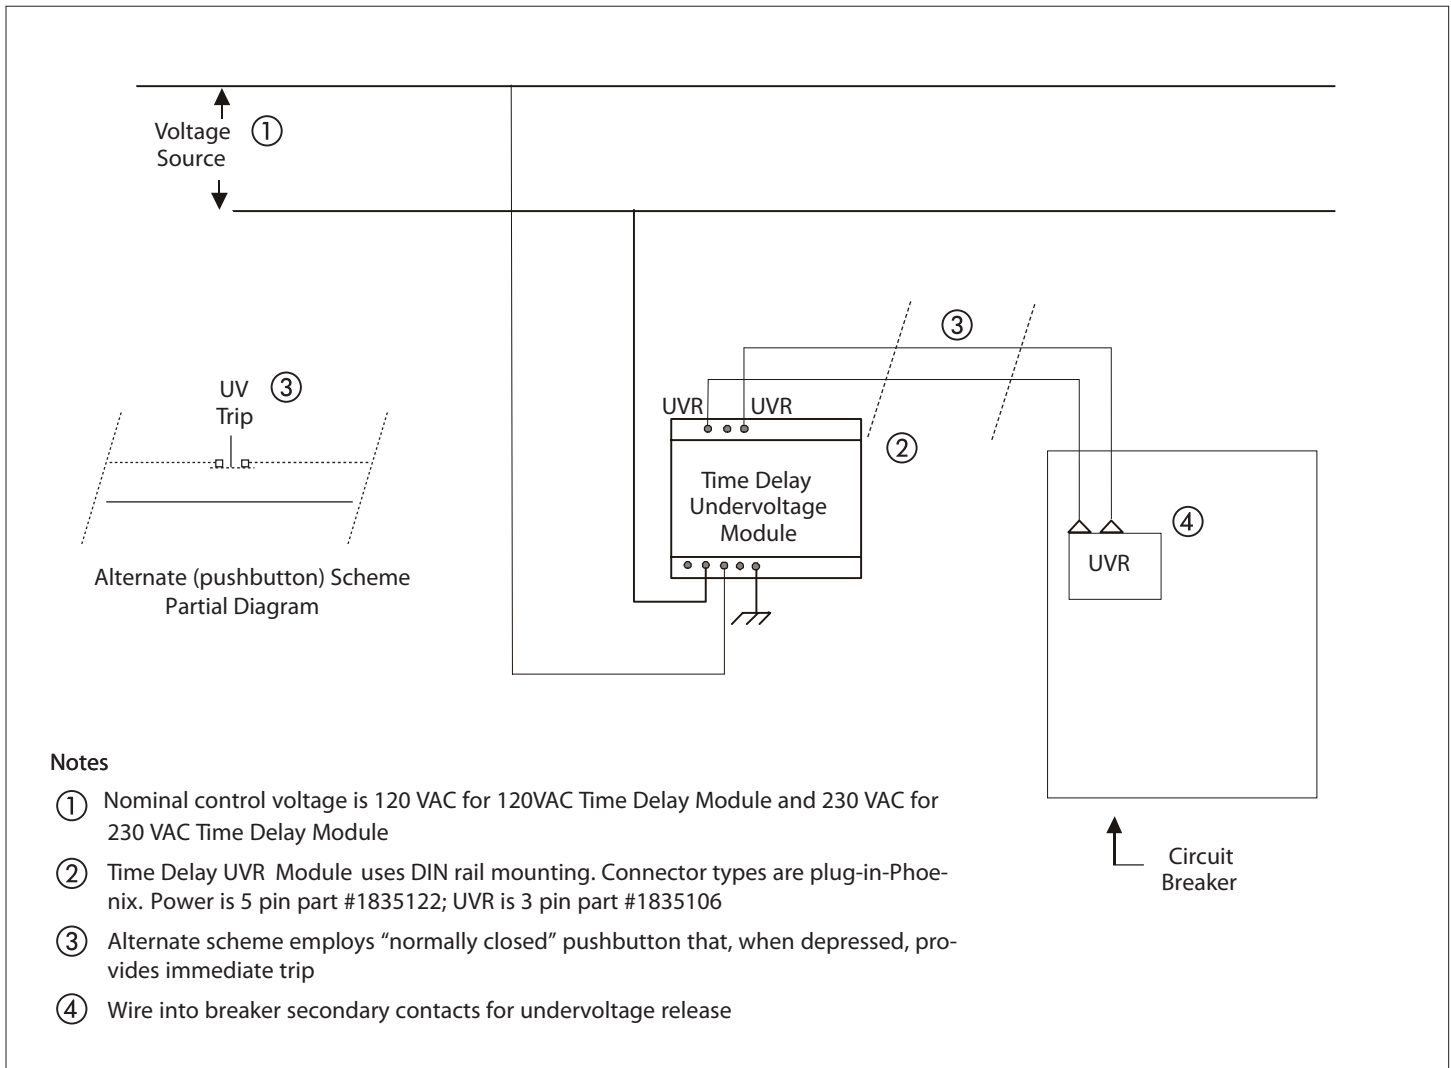 Voltage ①
Source
③
UV ③
Trip
UVR UVR
②
Time Delay
Undervoltage
Module
④
UVR
Alternate (pushbutton) Scheme
Partial Diagram
Notes
① Nominal control voltage is 120 VAC for 120VAC Time Delay Module and 230 VAC for
230 VAC Time Delay Module
② Time Delay UVR Module uses DIN rail mounting. Connector types are plug-in-Phoe-
nix. Power is 5 pin part #1835122; UVR is 3 pin part #1835106
③ Alternate scheme employs “normally closed” pushbutton that, when depressed, pro-
vides immediate trip
④ Wire into breaker secondary contacts for undervoltage release
Circuit
Breaker